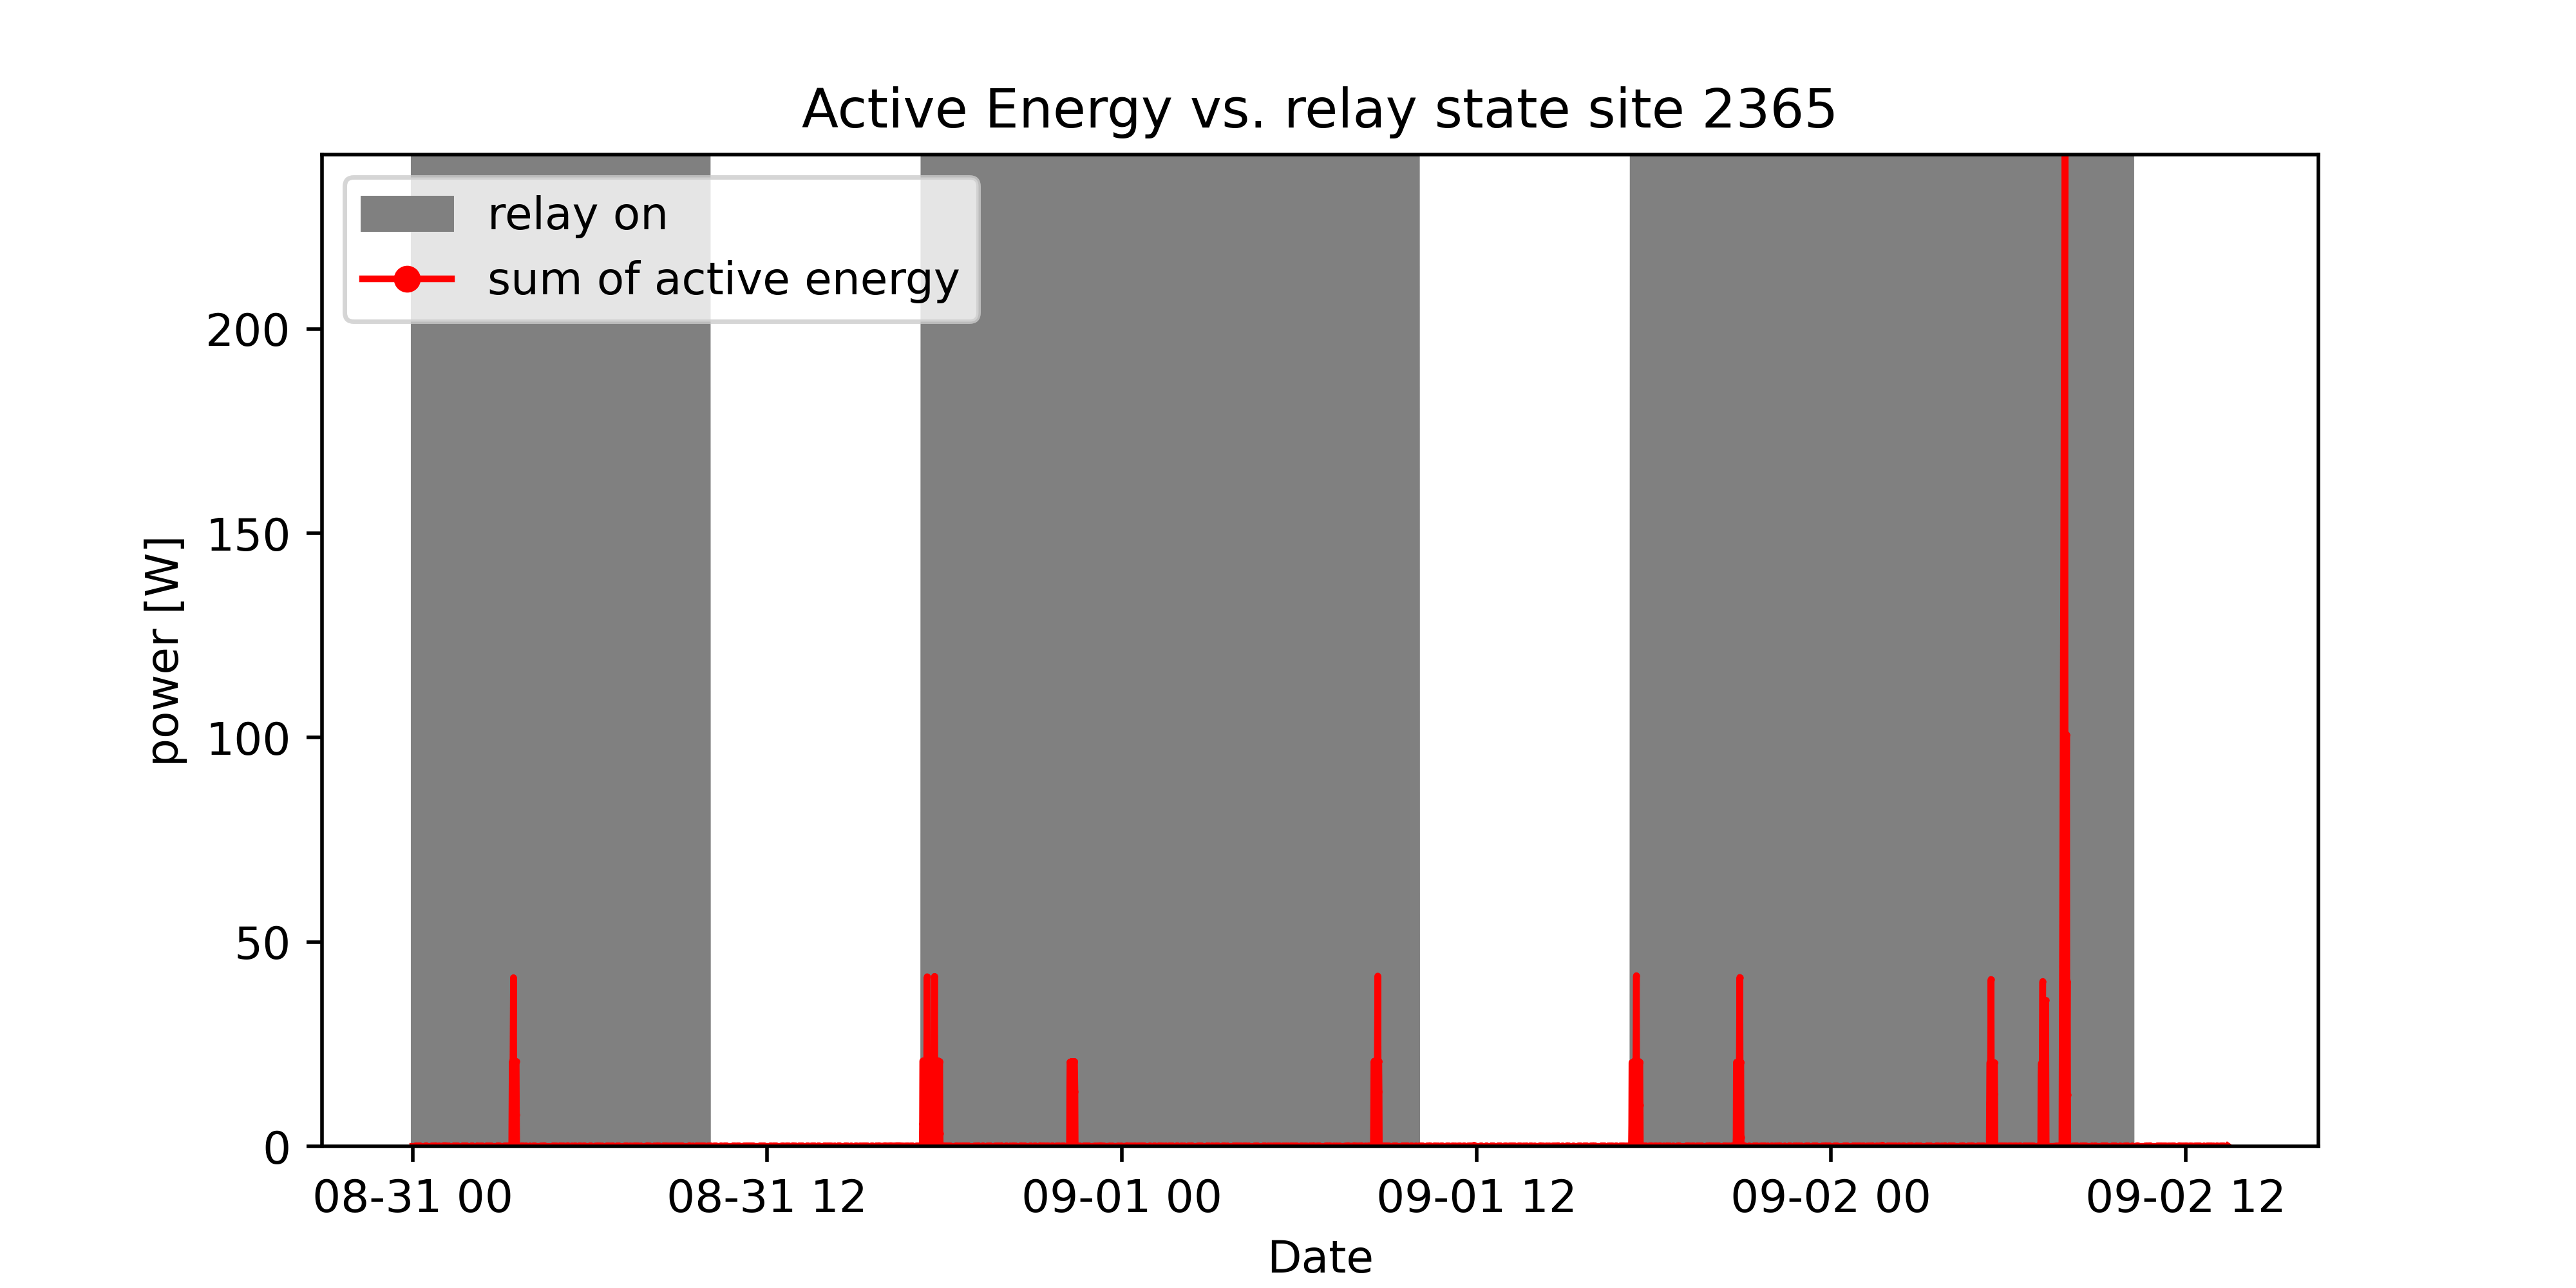 Active Energy vs. relay state site 2365
relay on
sum of active energy
power [W]
200
150
100
50
0
08-31 00
08-31 12
09-01 00
09-01 12
09-02 00
09-02 12
Date